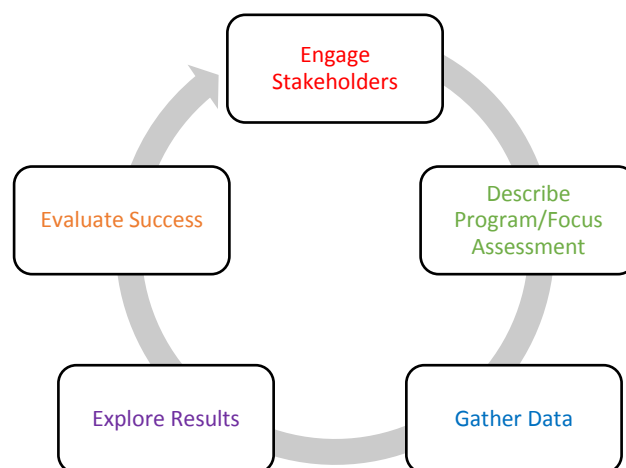 Engage
Stakeholders
Describe
Program/Focus
Assessment
Gather Data
Explore Results
Evaluate Success